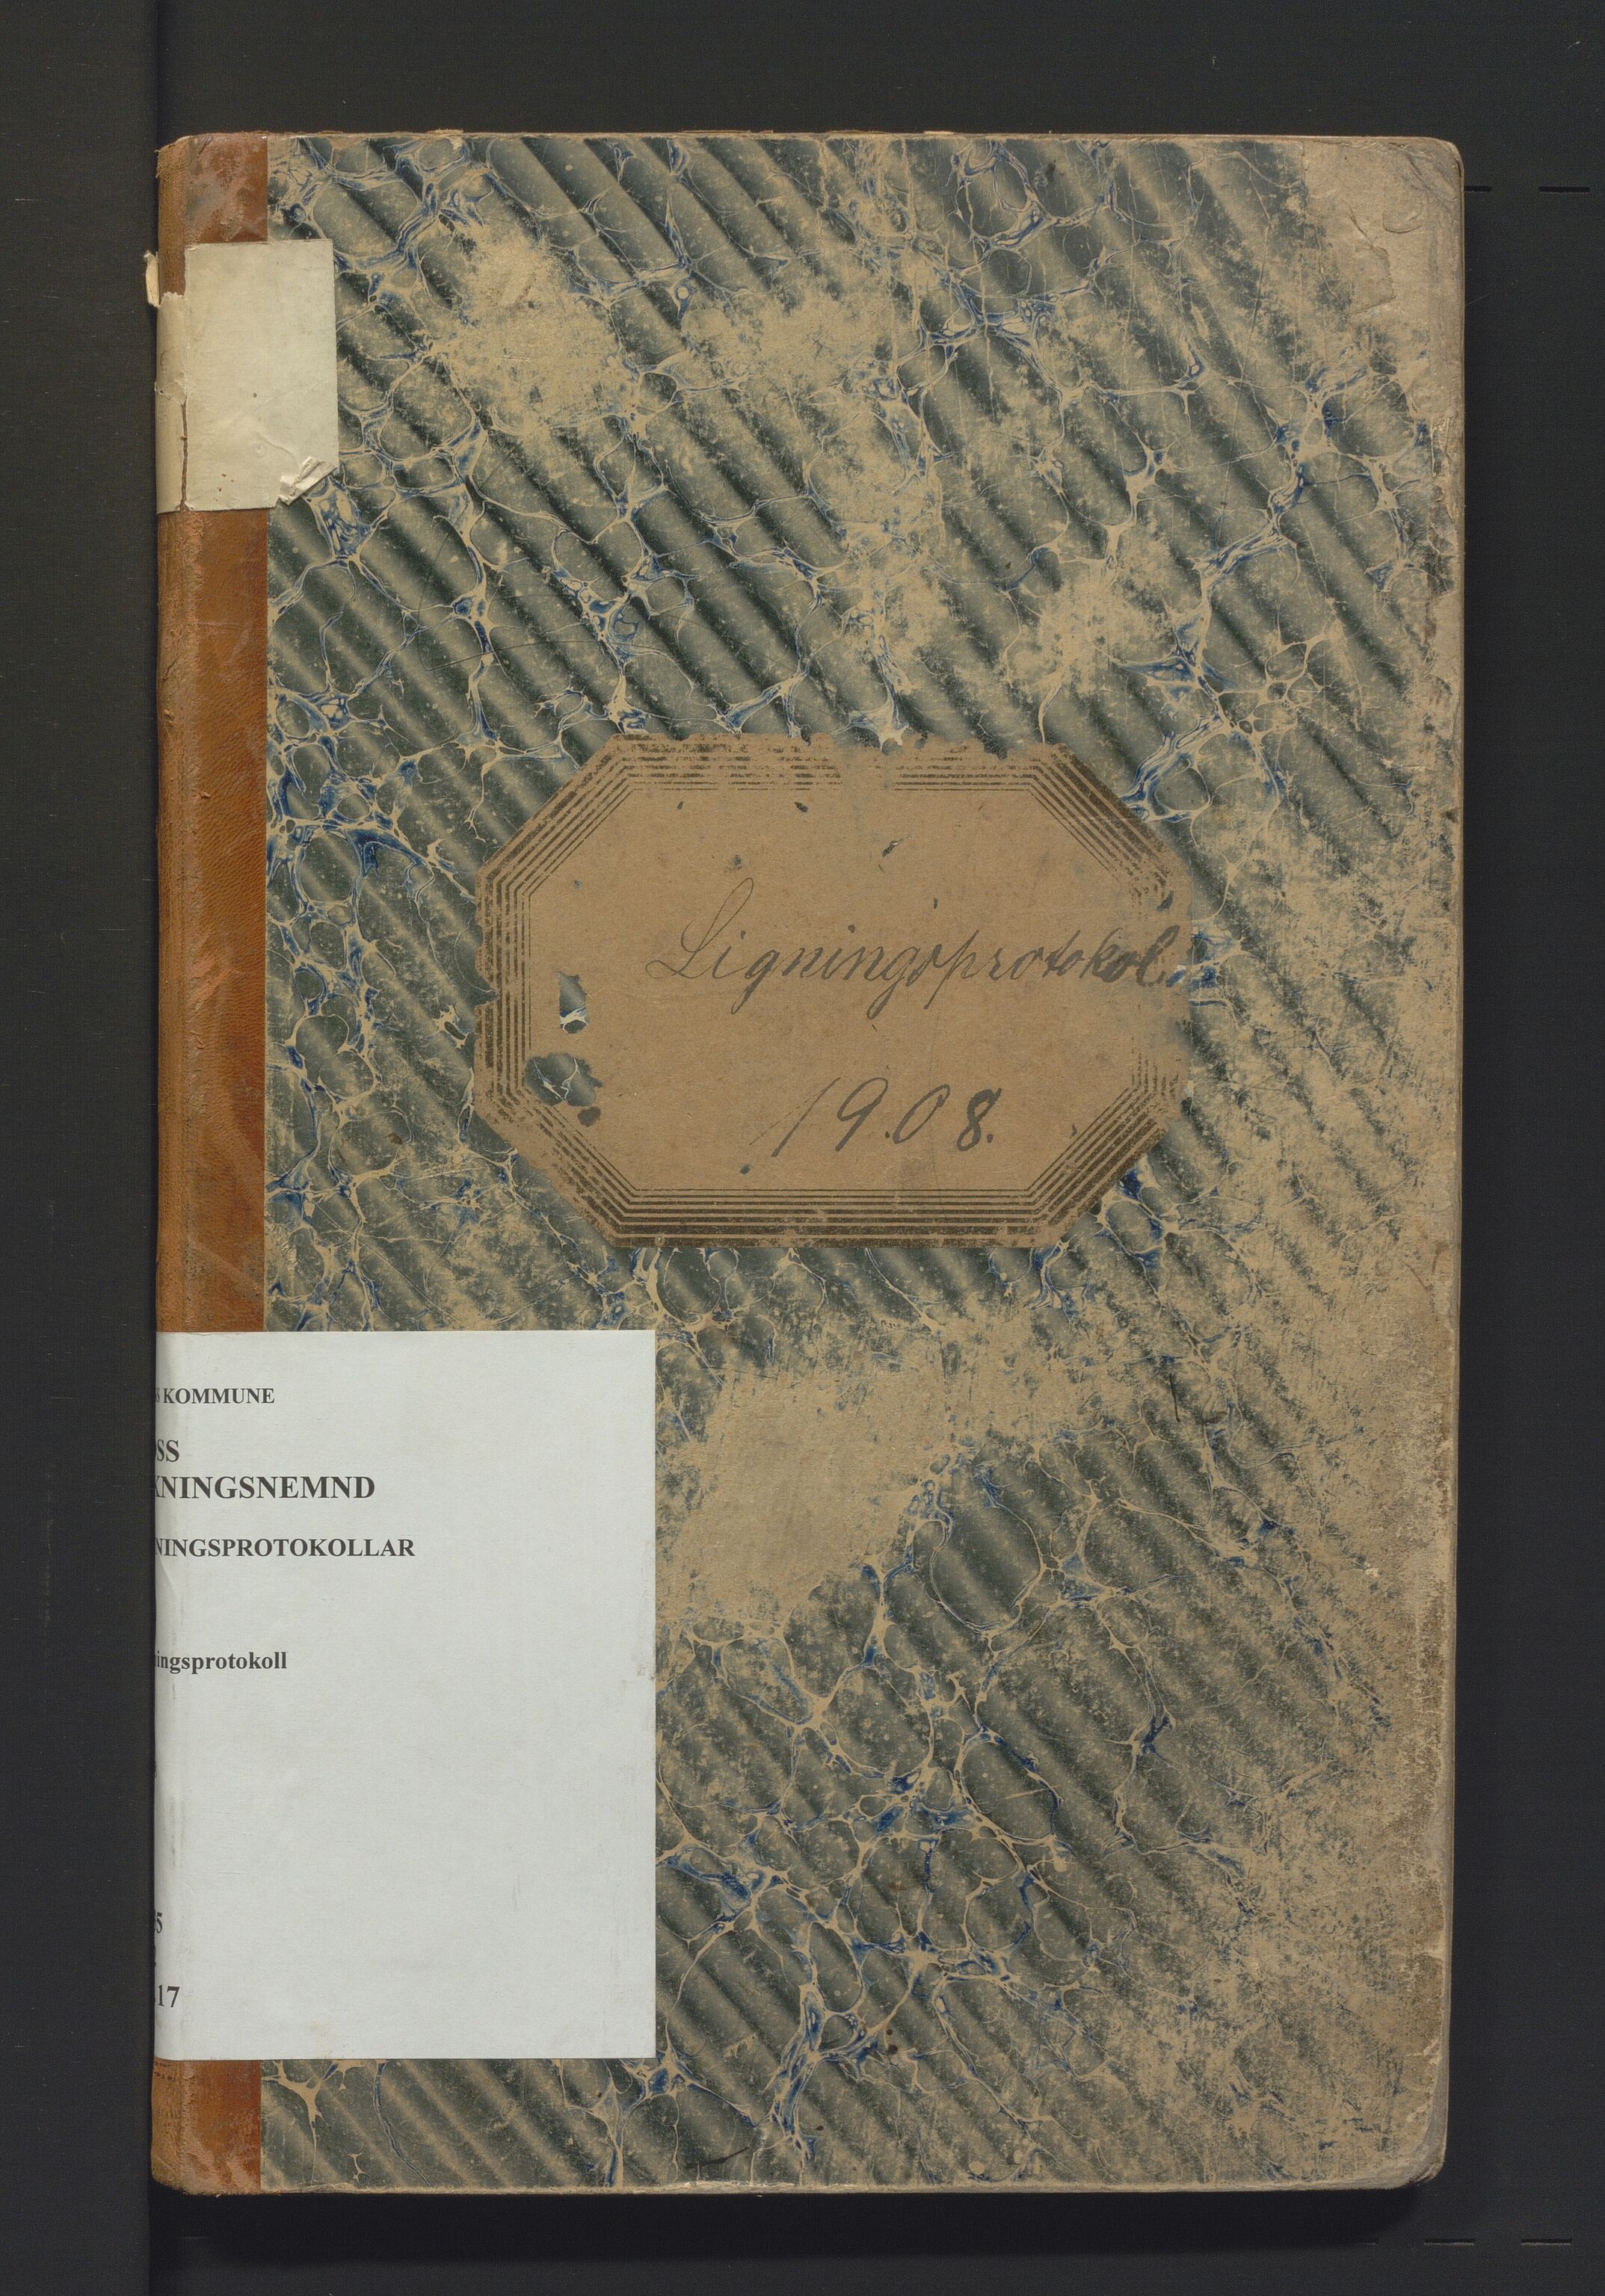 Ligningsprotokol.
1908.
KOMMUNE
SS
KNINGSNEMND
NINGSPROTOKOLLAR
ingsprotokoll
5
17